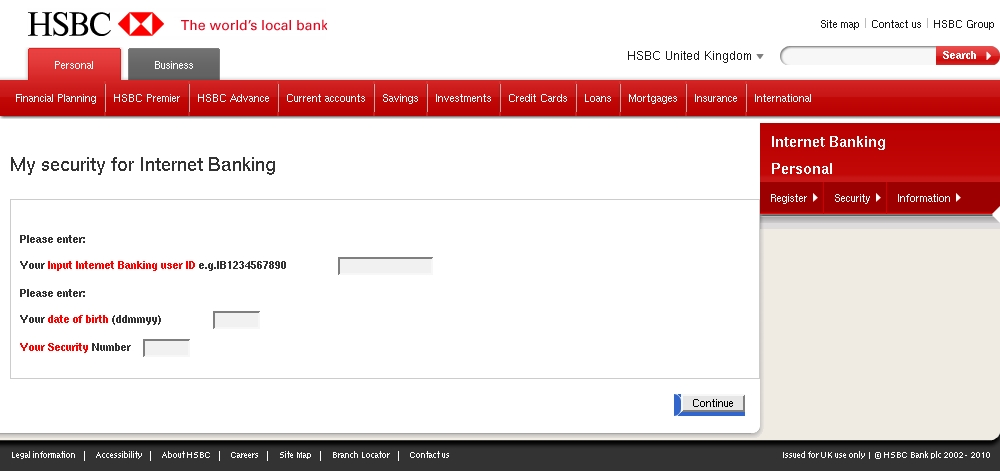 HSBC The world's local bank
Site map Contact us HSBC Group
HSBC United Kingdom Search
Personal Business
Financial Planning HSBC Premier HSBC Advance Current accounts Savings Investments Credit Cards Loans Mortgages Insurance International
Internet Banking
Personal
Register Security Information
My security for Internet Banking
Please enter:
Your Input Internet Banking user ID e.g.IB1234567890
Please enter:
Your date of birth (ddmmyy)
Your Security Number
Continue
Legal information Accessibility About HSBC Careers Site Map Branch Locator Contact us Issued for UK use only | © HSBC Bank plc 2002 - 2010